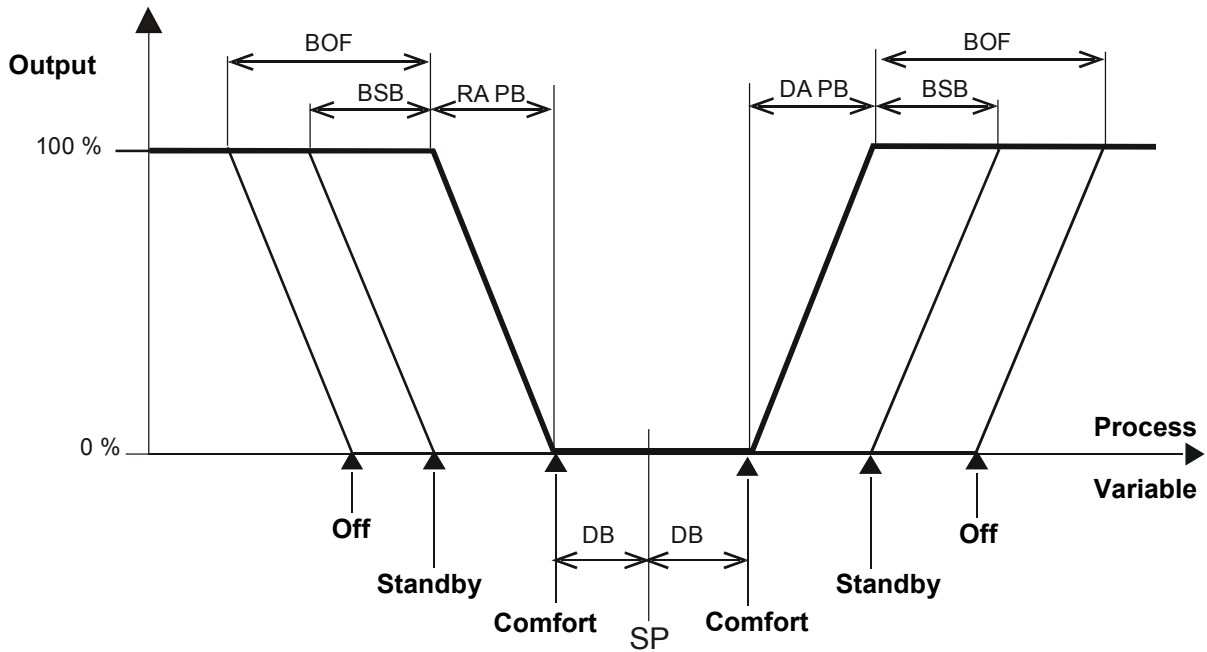 BOF
BOF
Output
BSB
RA PB
DA PB
BSB
100 %
0 %
Process
Variable
Off
DB
DB
Off
Standby
Standby
Comfort
Comfort
SP